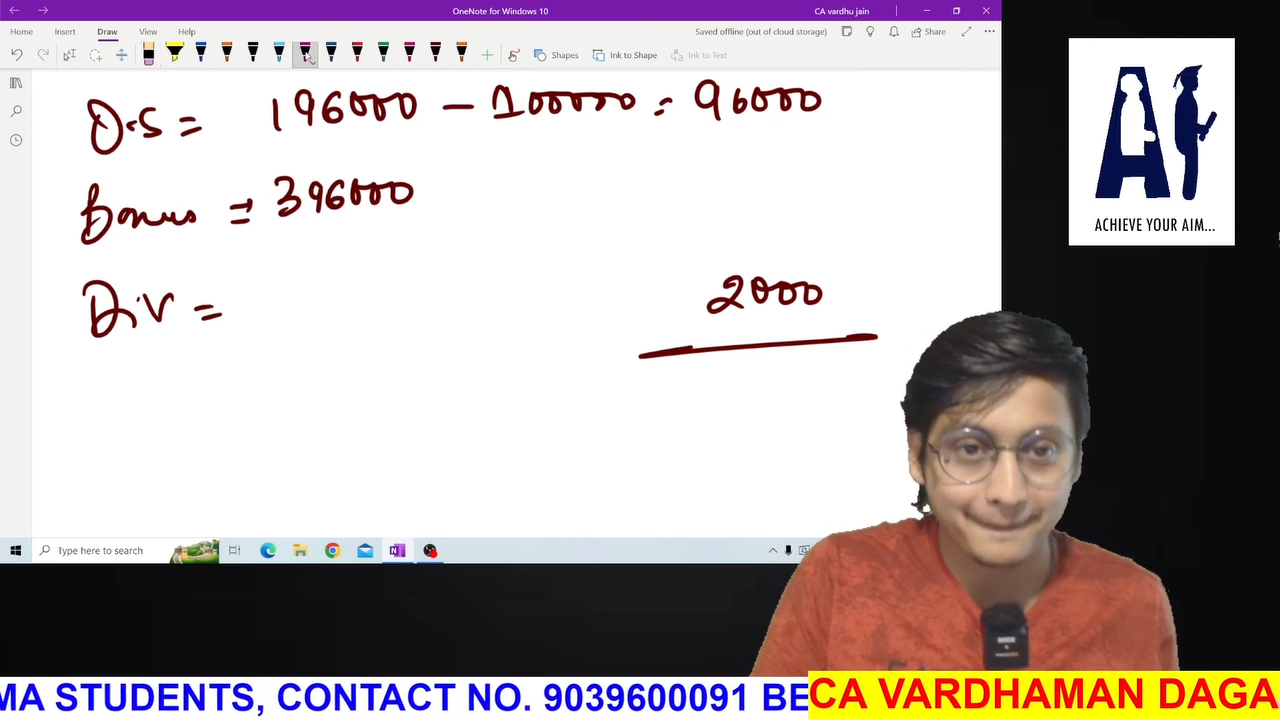 CA vardhu jain
OneNote for Windows 10
Home Insert Draw View Help
Saved offline (out of cloud storage)
Share
Shapes
Ink to Shape
Ink to Text
O.S = 196000 - 100000 = 96000
Bonus = 396000
Div =
2000
Type here to search
ACHIEVE YOUR AIM...
MA STUDENTS, CONTACT NO. 9039600091 BE
CA VARDHAMAN DAGA